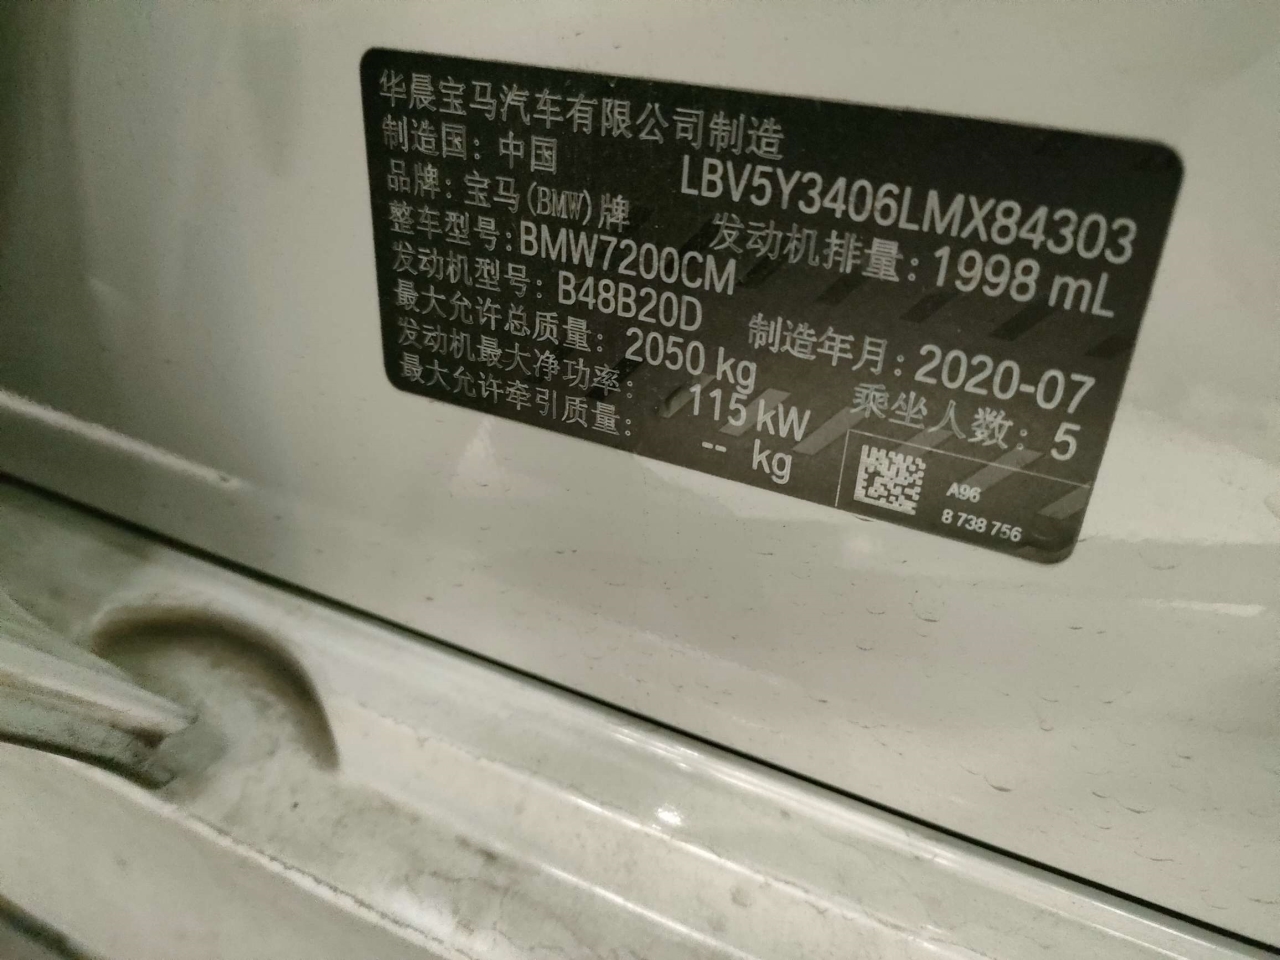 华晨宝马汽车有限公司制造
制造国：中国 LBV5Y3406LMX84303
品牌：宝马(BMW)牌 发动机排量：1998 mL
整车型号：BMW7200CM
发动机型号：B48B20D 制造年月：2020-07
最大允许总质量：2050 kg 乘坐人数：5
发动机最大净功率：115 kW
最大允许牵引质量：-- kg
A96
8 738 756